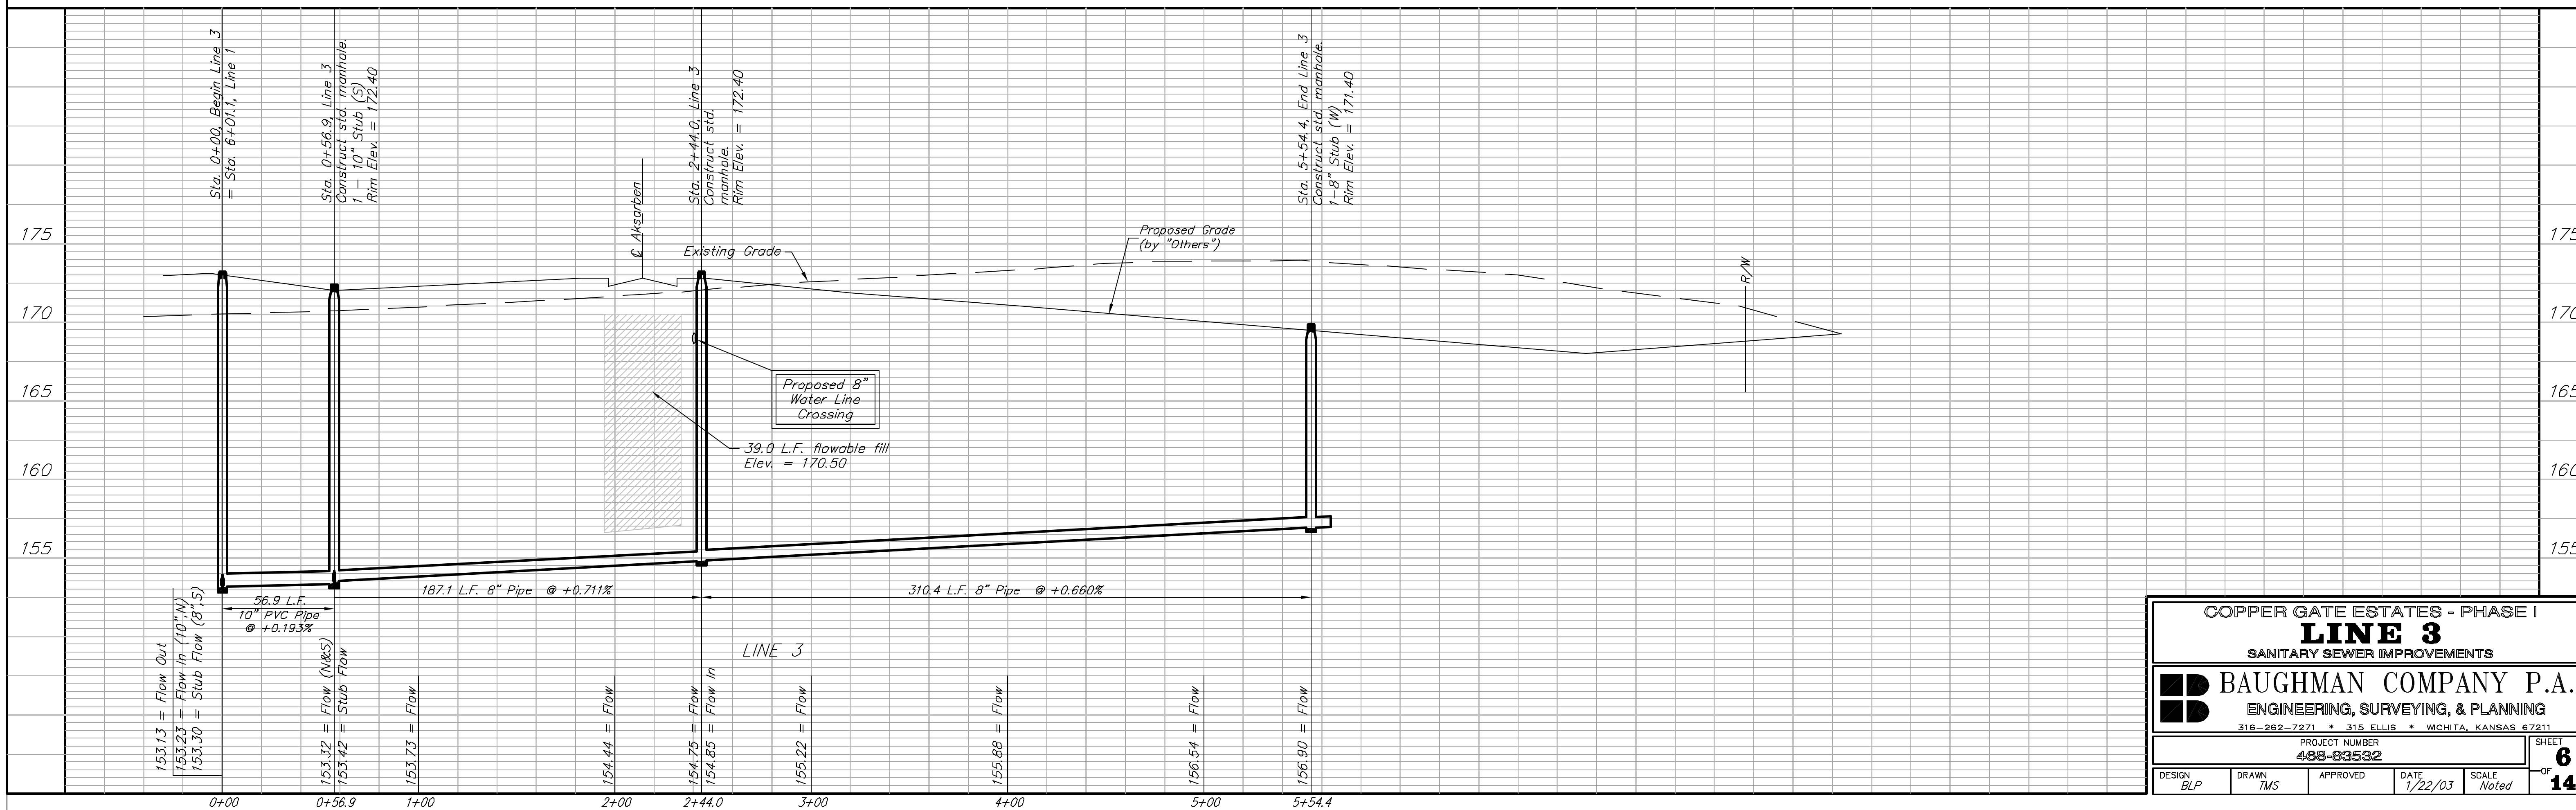 Sta. 0+00, Begin Line 3
= Sta. 6+01.1, Line 1
Sta. 0+56.9, Line 3
Construct std. manhole.
1 - 10" Stub (S)
Rim Elev. = 172.40
℄ Aksarben
Sta. 2+44.0, Line 3
Construct std.
manhole.
Rim Elev. = 172.40
Sta. 5+54.4, End Line 3
Construct std. manhole.
1-8" Stub (W)
Rim Elev. = 171.40
175
170
165
160
155
175
170
165
160
155
Existing Grade
Proposed Grade
(by "Others")
R/W
Proposed 8"
Water Line
Crossing
39.0 L.F. flowable fill
Elev. = 170.50
56.9 L.F.
10" PVC Pipe
@ +0.193%
187.1 L.F. 8" Pipe @ +0.711%
310.4 L.F. 8" Pipe @ +0.660%
LINE 3
153.13 = Flow Out
153.23 = Flow In (10",N)
153.30 = Stub Flow (8",S)
153.32 = Flow (N&S)
153.42 = Stub Flow
153.73 = Flow
154.44 = Flow
154.75 = Flow
154.85 = Flow In
155.22 = Flow
155.88 = Flow
156.54 = Flow
156.90 = Flow
0+00
0+56.9
1+00
2+00
2+44.0
3+00
4+00
5+00
5+54.4
COPPER GATE ESTATES - PHASE I
LINE 3
SANITARY SEWER IMPROVEMENTS
BAUGHMAN COMPANY P.A.
ENGINEERING, SURVEYING, & PLANNING
316-262-7271 * 315 ELLIS * WICHITA, KANSAS 67211
PROJECT NUMBER
468-83532
SHEET
6
OF
14
DESIGN
BLP
DRAWN
TMS
APPROVED
DATE
1/22/03
SCALE
Noted